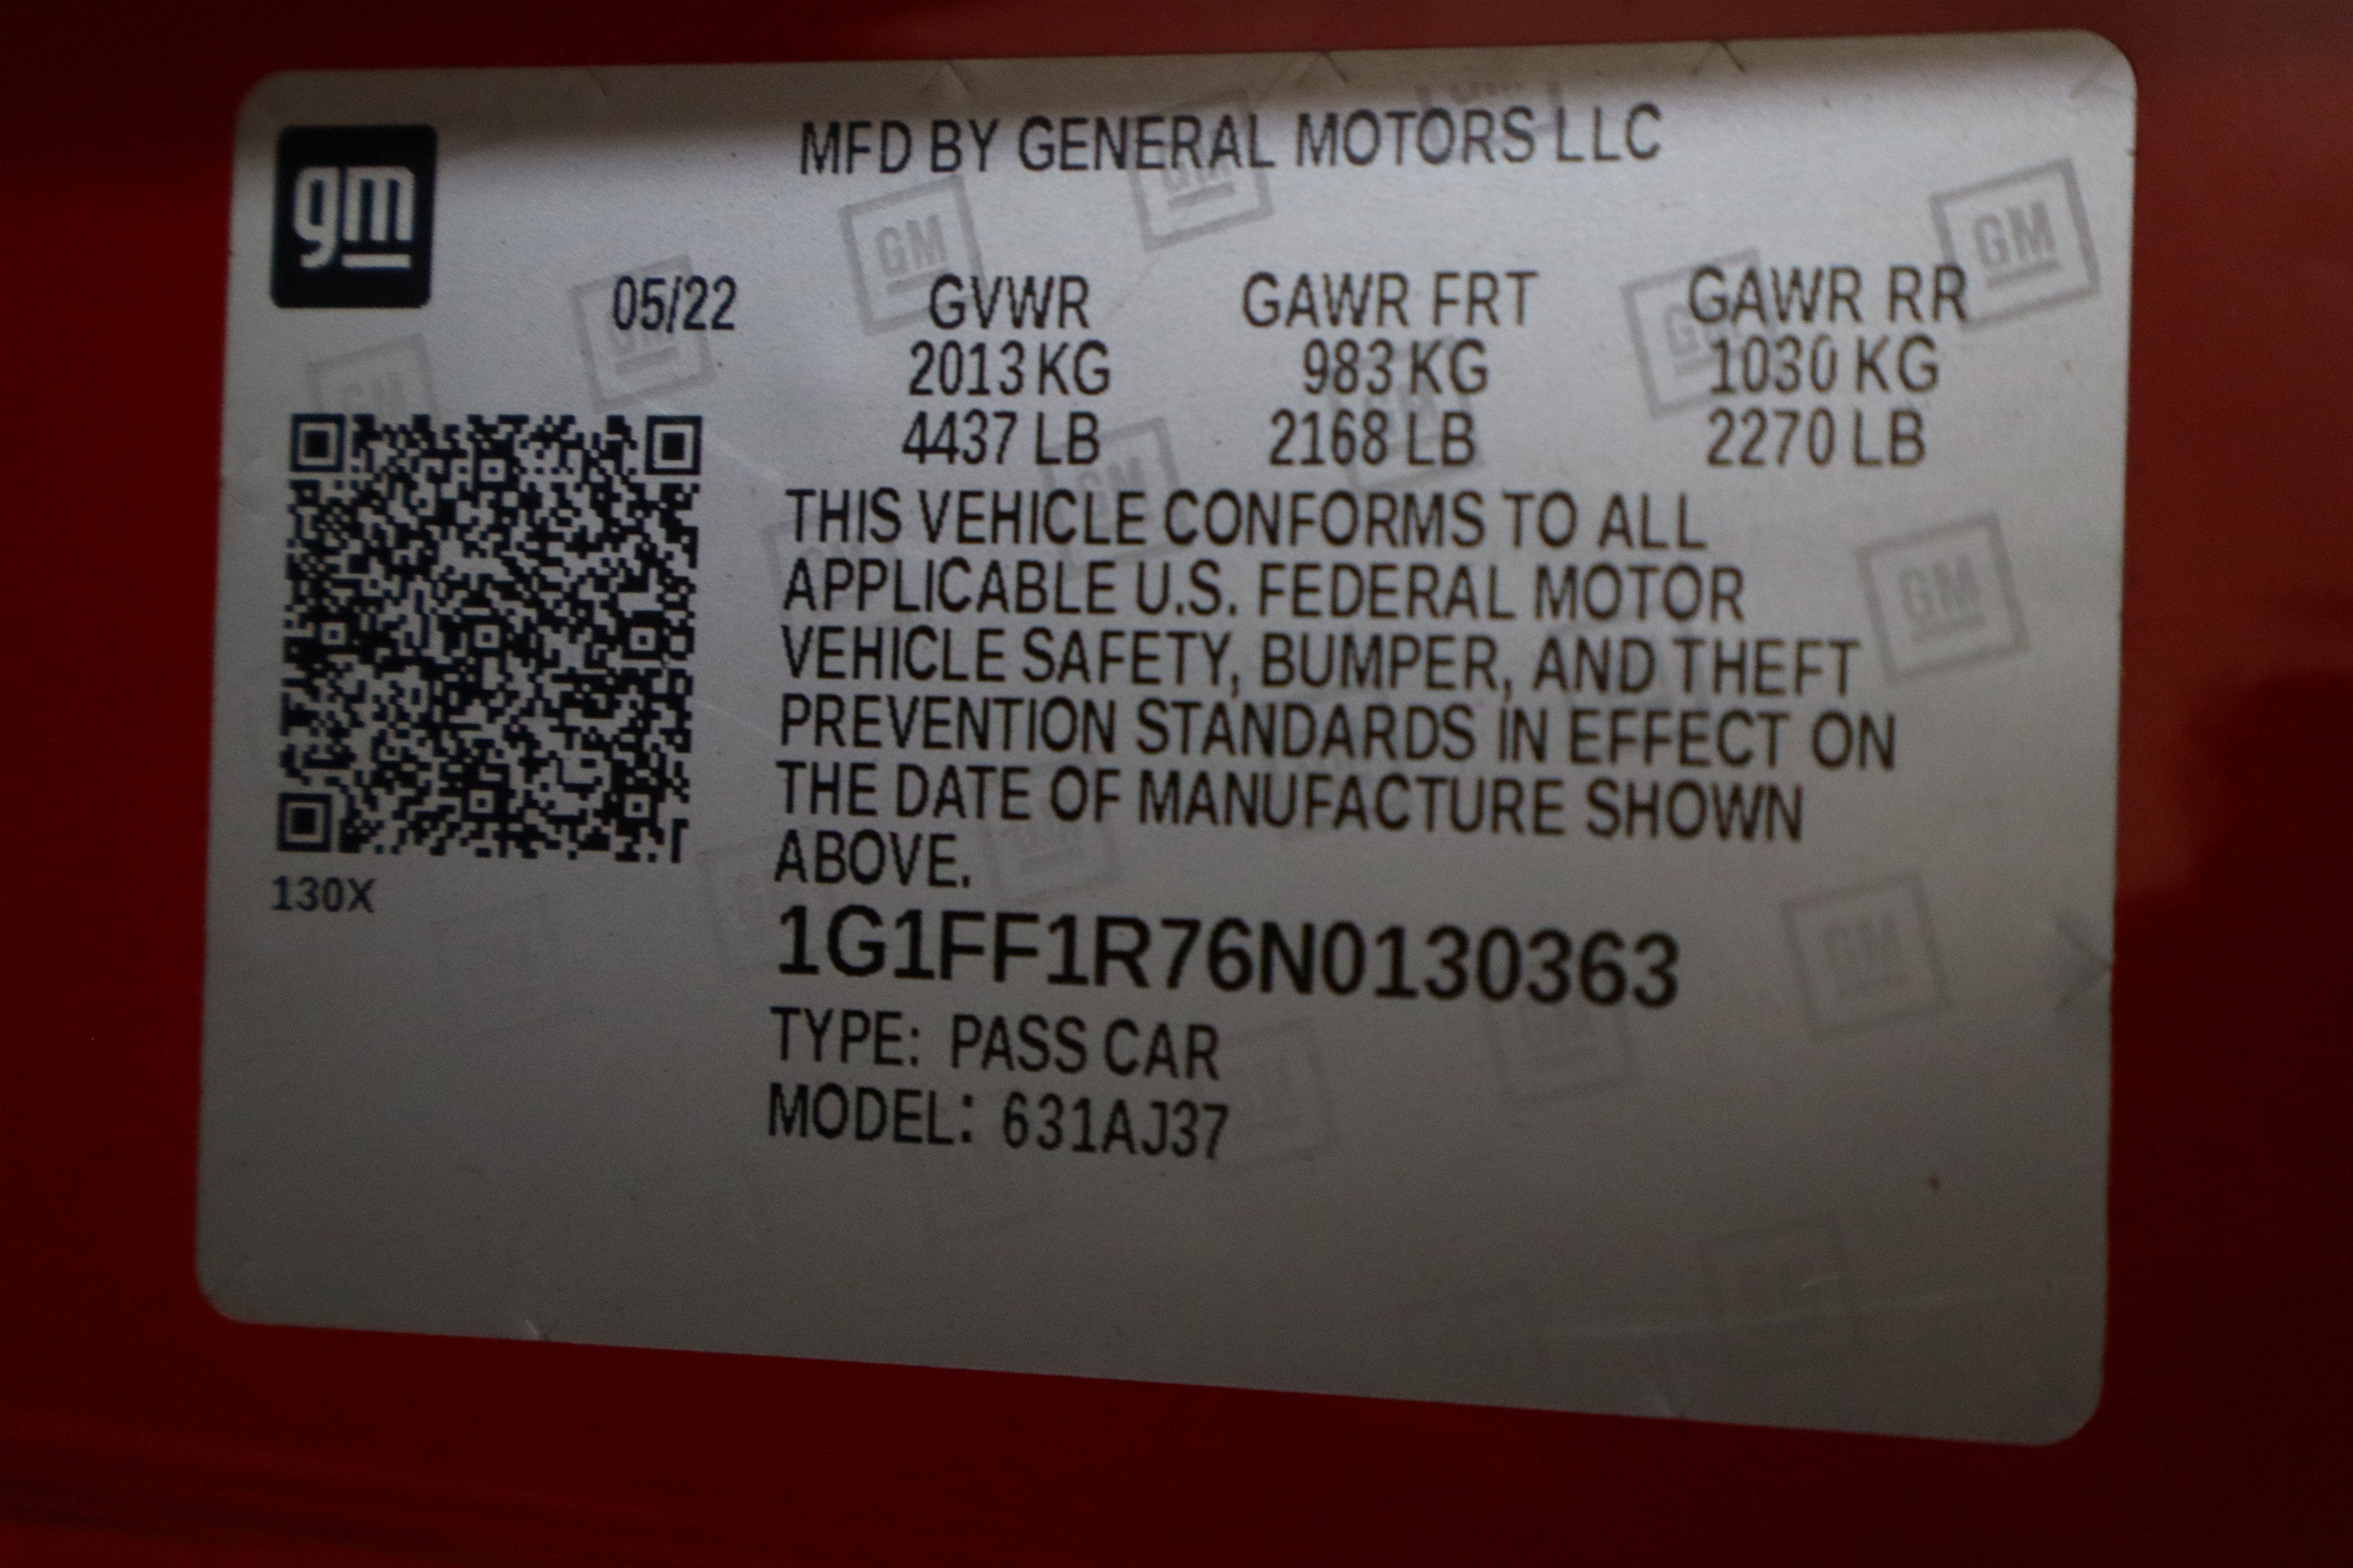 gm
MFD BY GENERAL MOTORS LLC
05/22 GVWR GAWR FRT GAWR RR
2013 KG 983 KG 1030 KG
4437 LB 2168 LB 2270 LB
THIS VEHICLE CONFORMS TO ALL
APPLICABLE U.S. FEDERAL MOTOR
VEHICLE SAFETY, BUMPER, AND THEFT
PREVENTION STANDARDS IN EFFECT ON
THE DATE OF MANUFACTURE SHOWN
ABOVE.
130X
1G1FF1R76N0130363
TYPE: PASS CAR
MODEL: 631AJ37